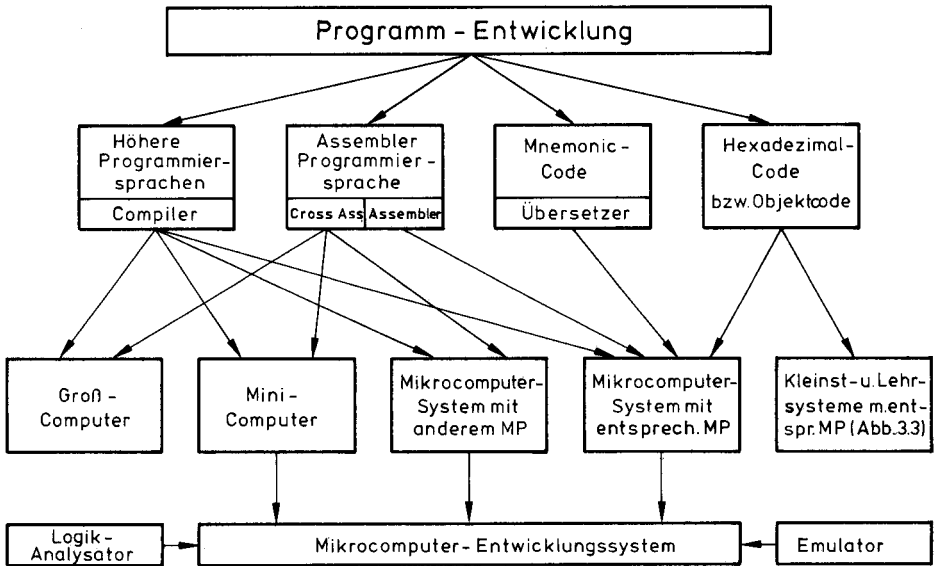 Programm - Entwicklung
Höhere
Programmier-
sprachen
Compiler
Assembler
Programmier-
sprache
Cross Ass
Assembler
Mnemonic-
Code
Übersetzer
Hexadezimal-
Code
bzw. Objektcode
Groß-
Computer
Mini-
Computer
Mikrocomputer-
System mit
anderem MP
Mikrocomputer-
System mit
entsprech. MP
Kleinst- u. Lehr-
systeme m. ent-
spr. MP (Abb. 3.3)
Logik-
Analysator
Mikrocomputer-Entwicklungssystem
Emulator